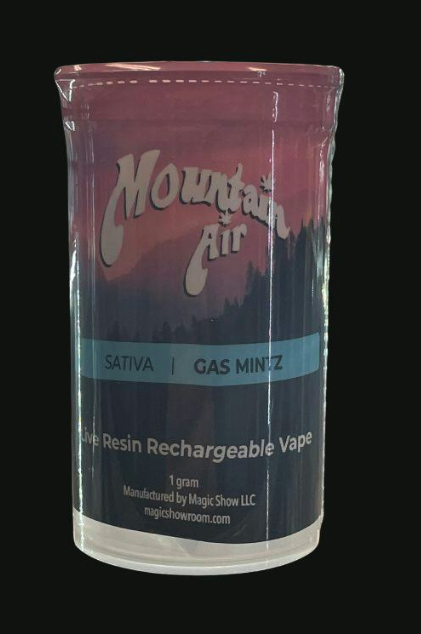 Mountain
Air
SATIVA | GAS MINTZ
Live Resin Rechargeable Vape
1 gram
Manufactured by Magic Show LLC
magicshowroom.com